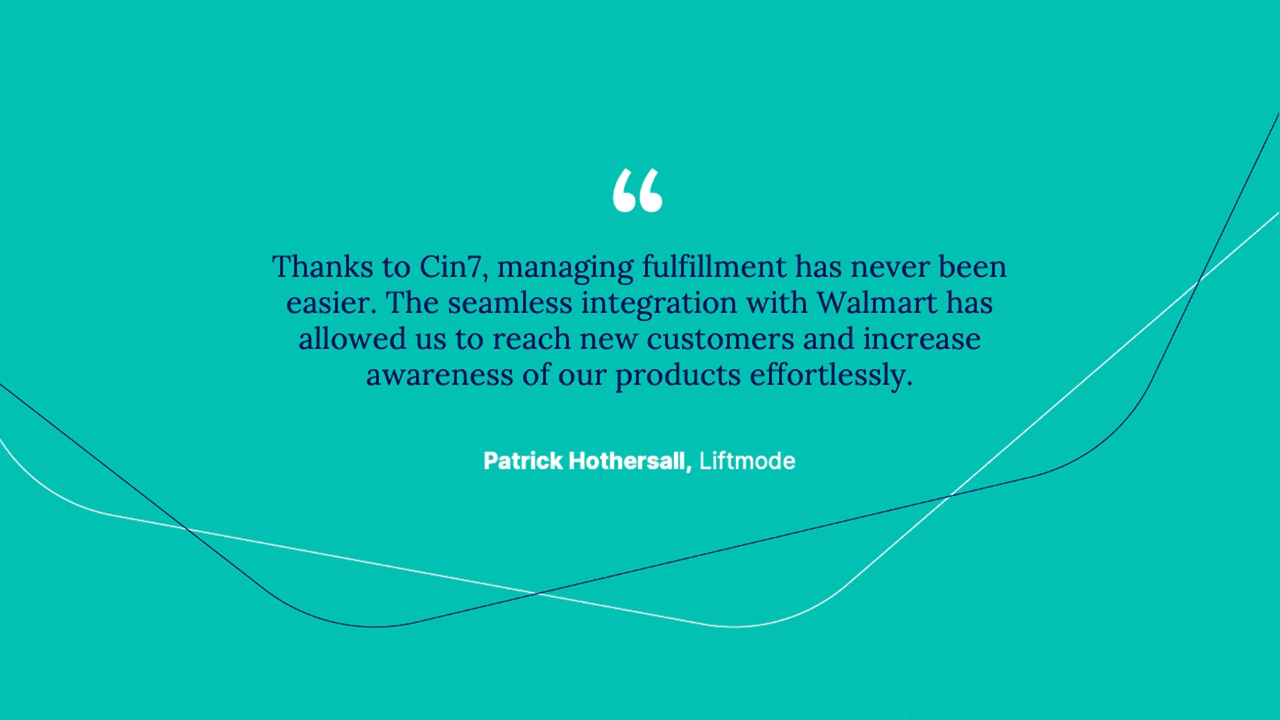 “
Thanks to Cin7, managing fulfillment has never been
easier. The seamless integration with Walmart has
allowed us to reach new customers and increase
awareness of our products effortlessly.
Patrick Hothersall, Liftmode